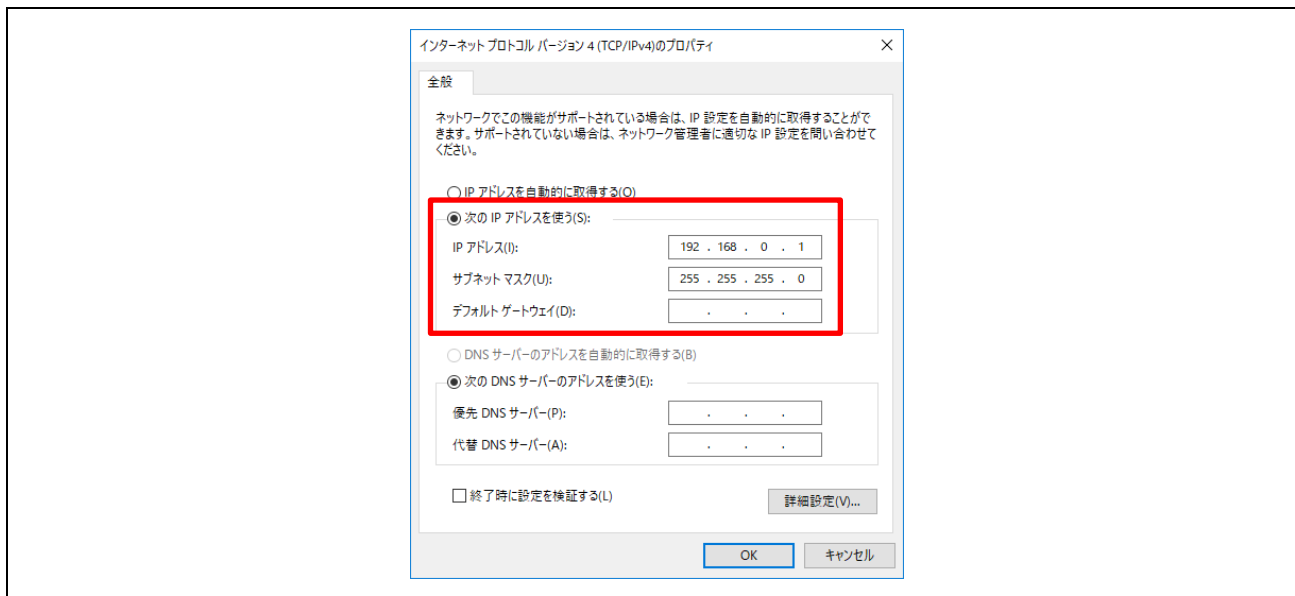 インターネット プロトコル バージョン 4 (TCP/IPv4)のプロパティ
全般
ネットワークでこの機能がサポートされている場合は、IP 設定を自動的に取得することがで
きます。サポートされていない場合は、ネットワーク管理者に適切な IP 設定を問い合わせて
ください。
IP アドレスを自動的に取得する(O)
次の IP アドレスを使う(S):
IP アドレス(I): 192 . 168 . 0 . 1
サブネット マスク(U): 255 . 255 . 255 . 0
デフォルト ゲートウェイ(D): . . .
DNS サーバーのアドレスを自動的に取得する(B)
次の DNS サーバーのアドレスを使う(E):
優先 DNS サーバー(P): . . .
代替 DNS サーバー(A): . . .
終了時に設定を検証する(L)
詳細設定(V)...
OK キャンセル